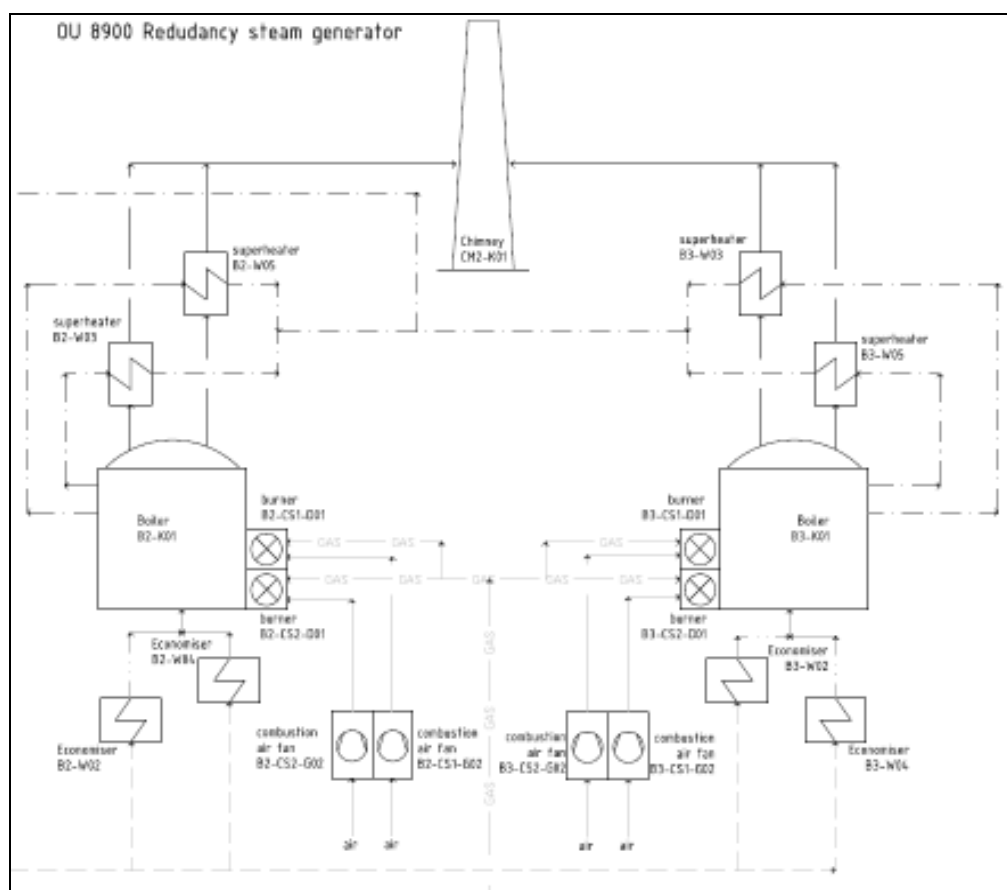 OU 8900 Redudancy steam generator
Chimney
CM2-K01
superheater
B2-W05
superheater
B3-W03
superheater
B2-W03
superheater
B3-W05
burner
B2-CS1-D01
burner
B3-CS1-D01
Boiler
B2-K01
Boiler
B3-K01
GAS GAS
GAS
GAS GAS GAS
GAS GAS
burner
B2-CS2-D01
burner
B3-CS2-D01
Economiser
B2-W04
Economiser
B3-W02
GAS
GAS
GAS
Economiser
B2-W02
Economiser
B3-W04
combustion
air fan
B2-CS2-G02
combustion
air fan
B2-CS1-G02
combustion
air fan
B3-CS2-G02
combustion
air fan
B3-CS1-G02
air
air
air
air